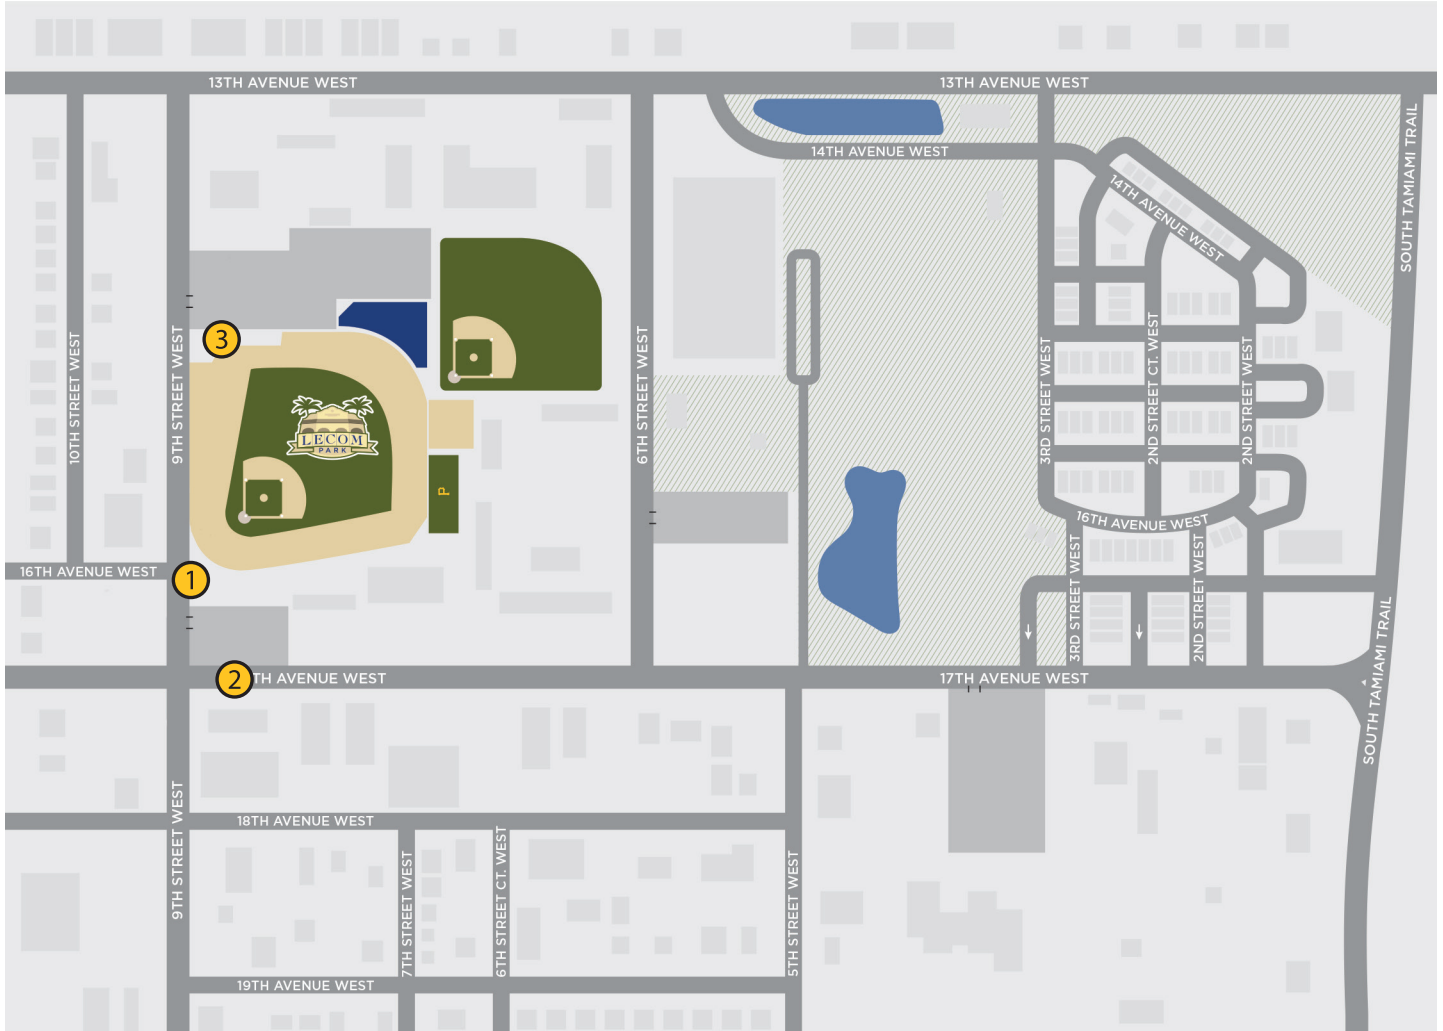 13TH AVENUE WEST
13TH AVENUE WEST
SOUTH TAMIAMI TRAIL
14TH AVENUE WEST
14TH AVENUE WEST
10TH STREET WEST
9TH STREET WEST
3
6TH STREET WEST
3RD STREET WEST
2ND STREET CT. WEST
2ND STREET WEST
LECOM
PARK
P
16TH AVENUE WEST
16TH AVENUE WEST
1
3RD STREET WEST
2ND STREET WEST
SOUTH TAMIAMI TRAIL
2
TH AVENUE WEST
17TH AVENUE WEST
9TH STREET WEST
18TH AVENUE WEST
7TH STREET WEST
6TH STREET CT. WEST
5TH STREET WEST
19TH AVENUE WEST